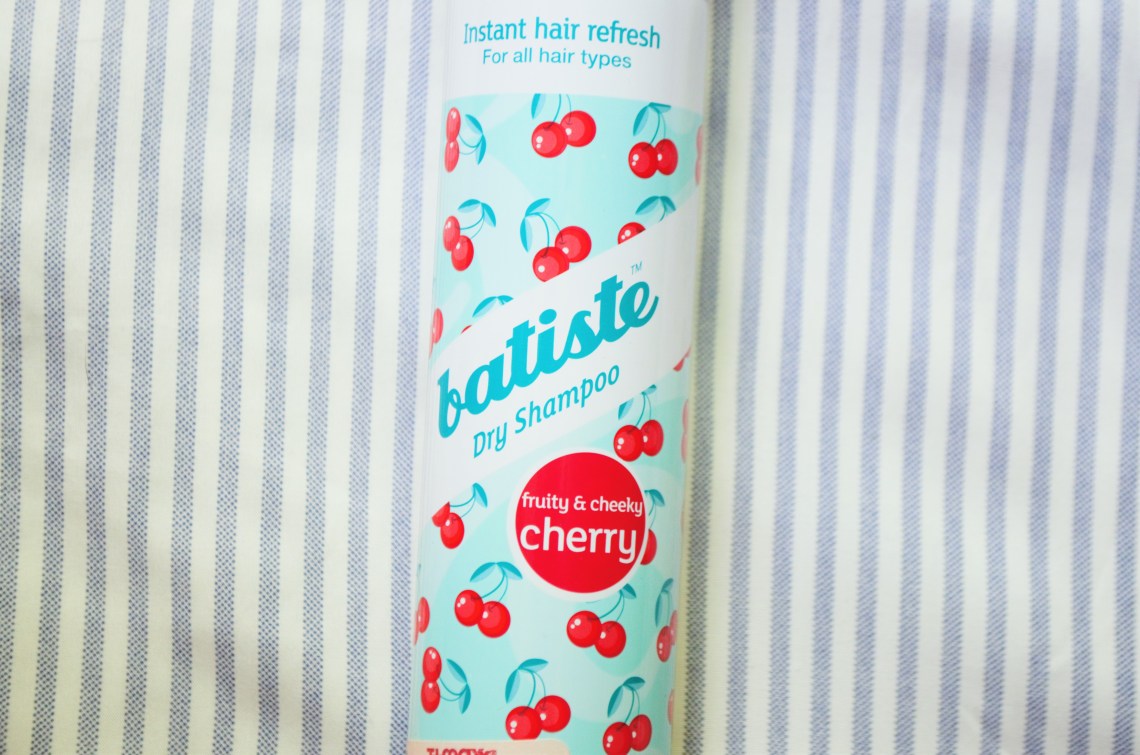 Instant hair refresh
For all hair types
batiste™
Dry Shampoo
fruity & cheeky
cherry